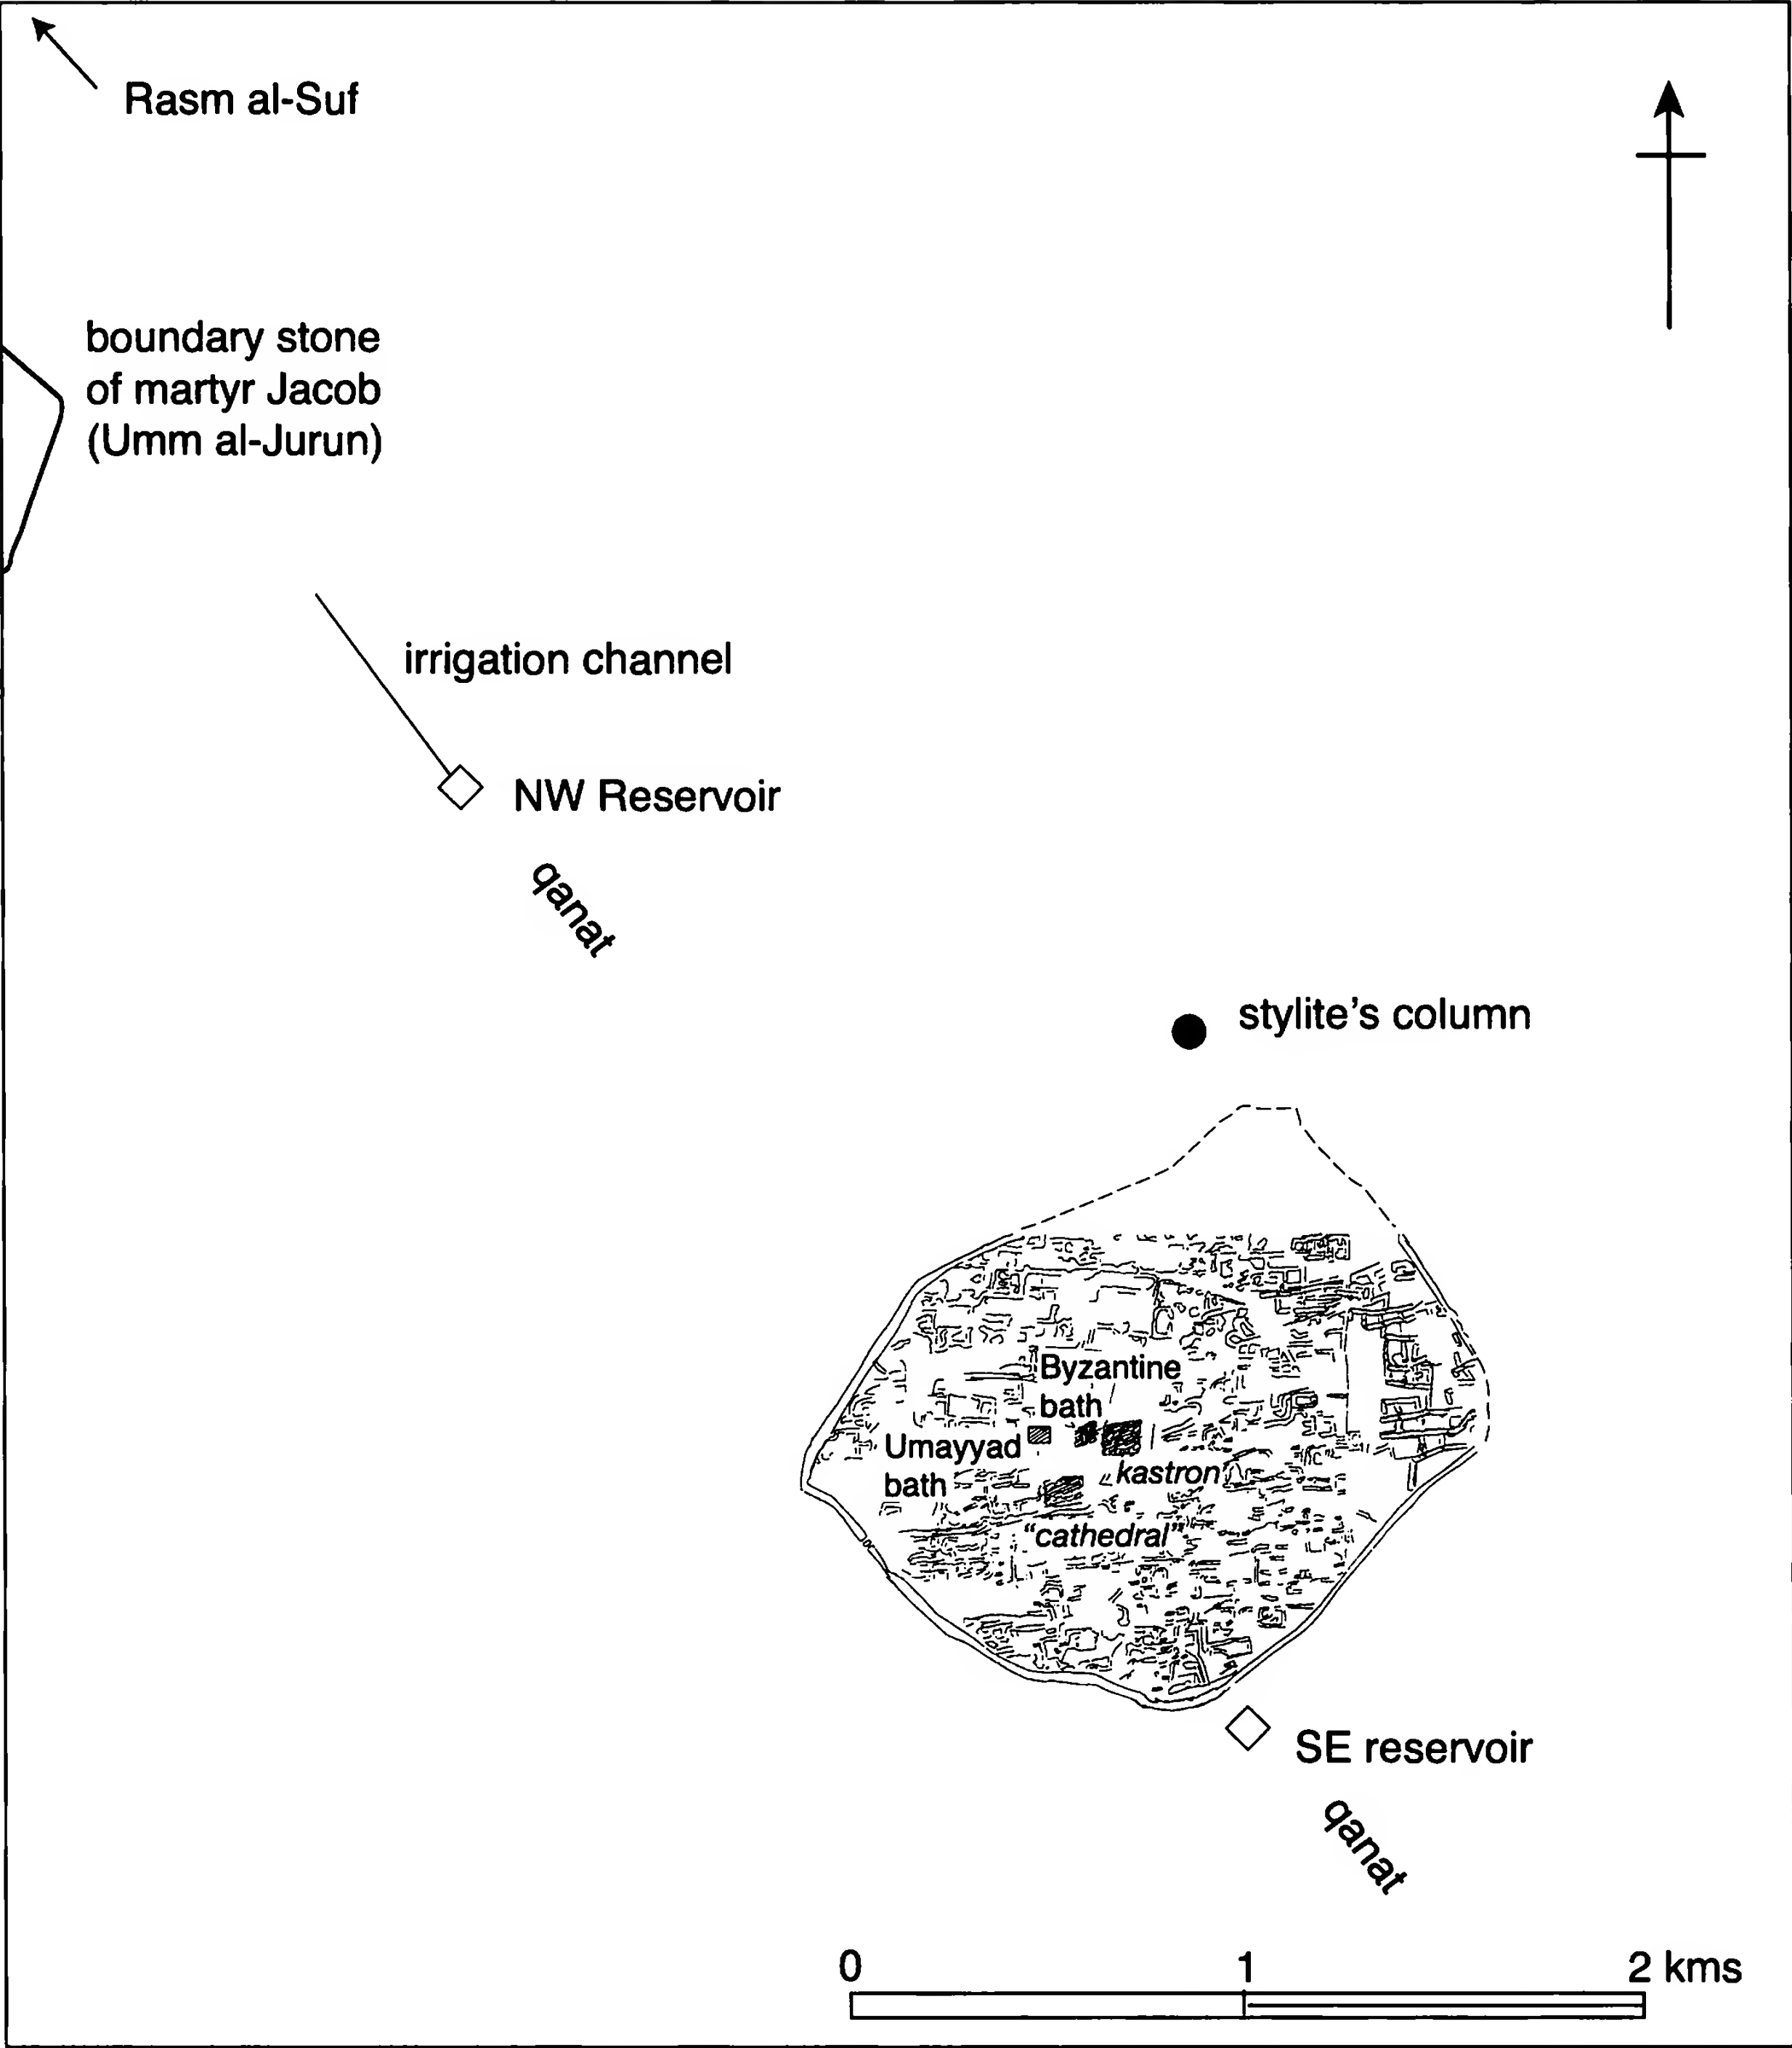 Rasm al-Suf
boundary stone
of martyr Jacob
(Umm al-Jurun)
irrigation channel
NW Reservoir
qanat
stylite's column
Byzantine
bath
Umayyad
bath
kastron
"cathedral"
SE reservoir
qanat
0 1 2 kms